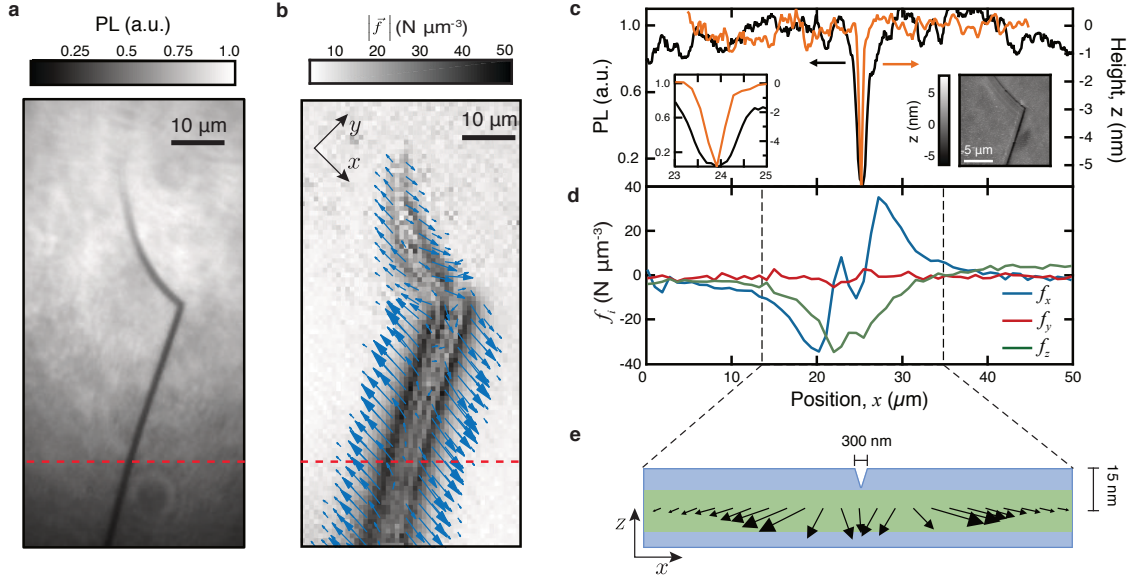 a
PL (a.u.)
0.25 0.5 0.75 1.0
10 µm
b
|f⃗| (N µm⁻³)
10 20 30 40 50
10 µm
y
x
c
PL (a.u.)
1.0
0.6
0.2
Height, z (nm)
0
-1
-2
-3
-4
-5
0.6
0.2
0
-2
-4
23 24 25
z (nm)
5
0
-5
5 µm
d
fᵢ (N µm⁻³)
40
20
0
-20
-40
fₓ
f_y
f_z
0 10 20 30 40 50
Position, x (µm)
e
300 nm
15 nm
z
x